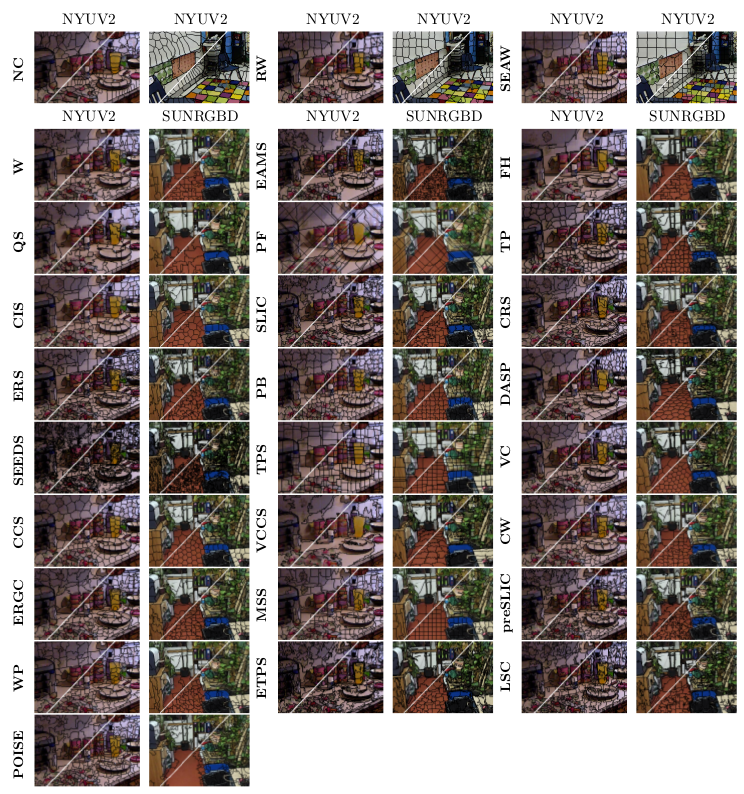 NYUV2 NYUV2 NYUV2 NYUV2 NYUV2 NYUV2
NC RW SEAW
NYUV2 SUNRGBD NYUV2 SUNRGBD NYUV2 SUNRGBD
W EAMS FH
QS PF TP
CIS SLIC CRS
ERS PB DASP
SEEDS TPS VC
CCS VCCS CW
ERGC MSS preSLIC
WP ETPS LSC
POISE